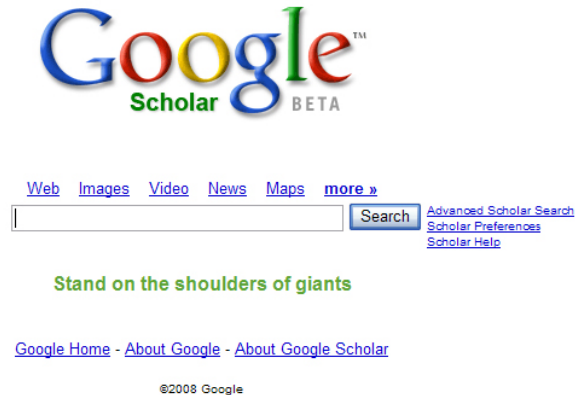 Google™
Scholar BETA
Web Images Video News Maps more »
Search
Advanced Scholar Search
Scholar Preferences
Scholar Help
Stand on the shoulders of giants
Google Home - About Google - About Google Scholar
©2008 Google